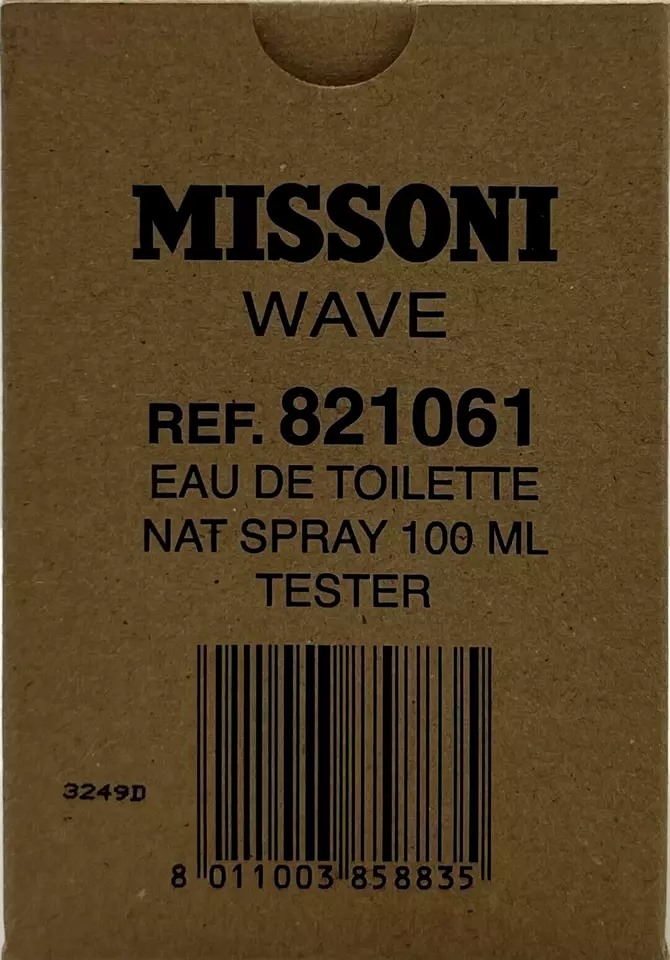 MISSONI
WAVE
REF. 821061
EAU DE TOILETTE
NAT SPRAY 100 ML
TESTER
3249D
8 011003 858835